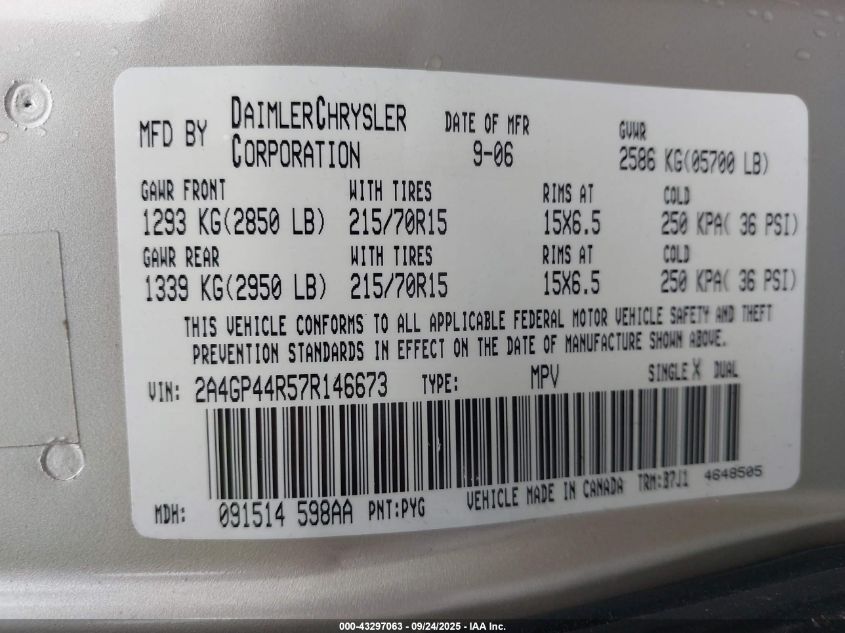 MFD BY DAIMLERCHRYSLER CORPORATION DATE OF MFR 9-06 GVWR 2586 KG(05700 LB)
GAWR FRONT WITH TIRES RIMS AT COLD
1293 KG(2850 LB) 215/70R15 15X6.5 250 KPA( 36 PSI)
GAWR REAR WITH TIRES RIMS AT COLD
1339 KG(2950 LB) 215/70R15 15X6.5 250 KPA( 36 PSI)
THIS VEHICLE CONFORMS TO ALL APPLICABLE FEDERAL MOTOR VEHICLE SAFETY AND THEFT
PREVENTION STANDARDS IN EFFECT ON THE DATE OF MANUFACTURE SHOWN ABOVE.
VIN: 2A4GP44R57R146673 TYPE: MPV SINGLE X DUAL
MDH: 091514 598AA PNT:PYG VEHICLE MADE IN CANADA TRM:B7J1 4648505
000-43297063 - 09/24/2025 - IAA Inc.